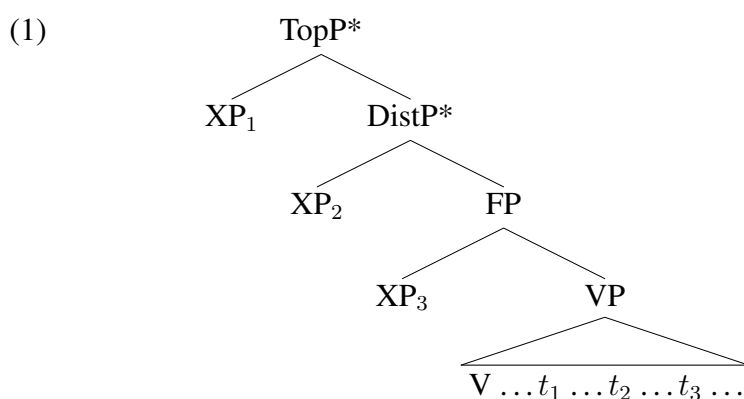 (1) TopP*
XP₁ DistP*
XP₂ FP
XP₃ VP
V … t₁ … t₂ … t₃ …